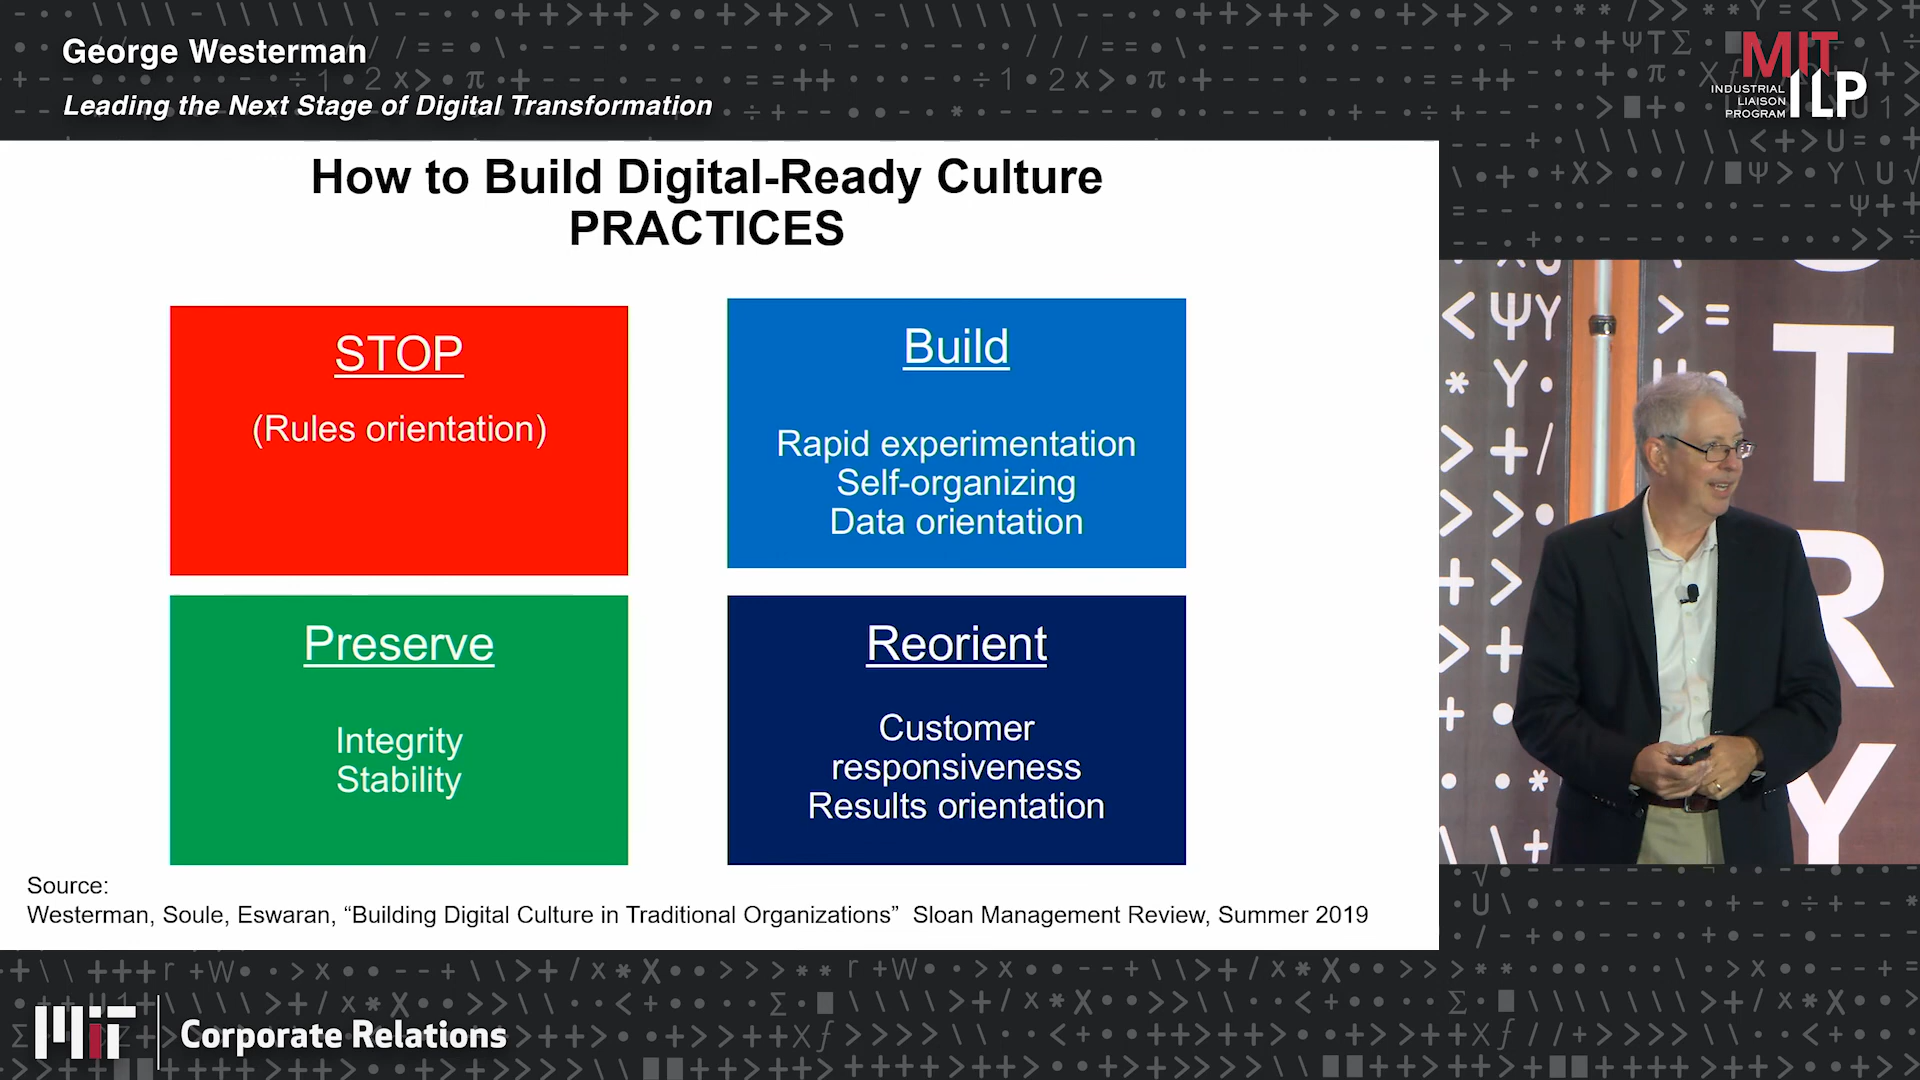 George Westerman
Leading the Next Stage of Digital Transformation
MIT
INDUSTRIAL
LIAISON
PROGRAM
ILP
How to Build Digital-Ready Culture
PRACTICES
STOP
(Rules orientation)
Build
Rapid experimentation
Self-organizing
Data orientation
Preserve
Integrity
Stability
Reorient
Customer
responsiveness
Results orientation
Source:
Westerman, Soule, Eswaran, “Building Digital Culture in Traditional Organizations”  Sloan Management Review, Summer 2019
T
R
Y
MIT
Corporate Relations